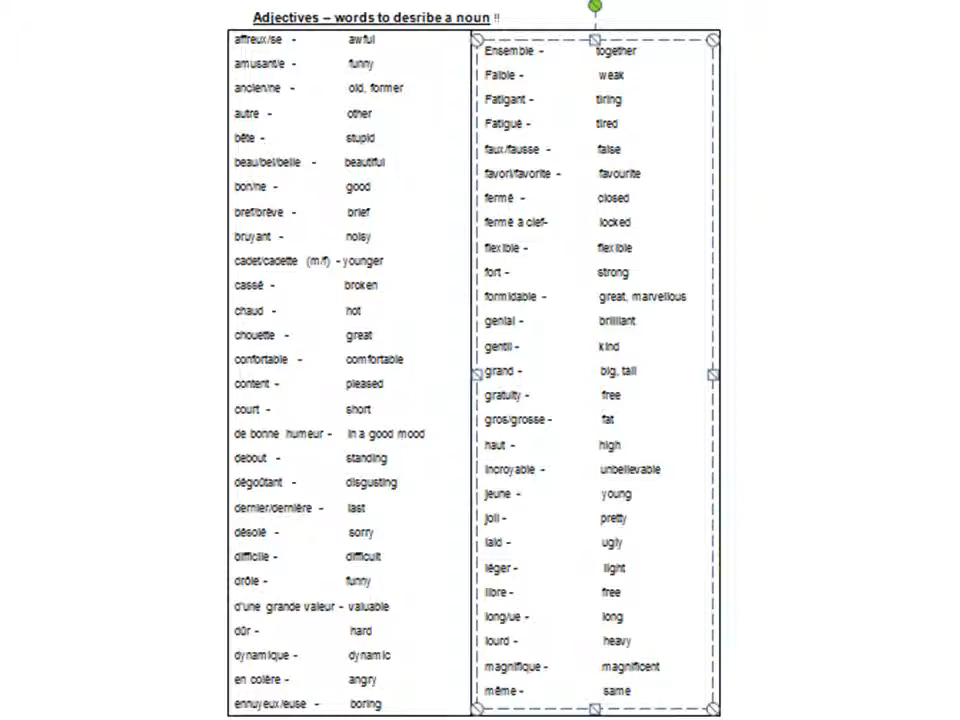 Adjectives – words to desribe a noun !!
affreux/se - awful
amusant/e - funny
ancien/ne - old, former
autre - other
bête - stupid
beau/bel/belle - beautiful
bon/ne - good
bref/brève - brief
bruyant - noisy
cadet/cadette (m/f) - younger
cassé - broken
chaud - hot
chouette - great
confortable - comfortable
content - pleased
court - short
de bonne humeur - in a good mood
debout - standing
dégoûtant - disgusting
dernier/dernière - last
désolé - sorry
difficile - difficult
drôle - funny
d'une grande valeur - valuable
dûr - hard
dynamique - dynamic
en colère - angry
ennuyeux/euse - boring
Ensemble - together
Faible - weak
Fatigant - tiring
Fatigué - tired
faux/fausse - false
favori/favorite - favourite
fermé - closed
fermé à clef- locked
flexible - flexible
fort - strong
formidable - great, marvellous
genial - brilliant
gentil - kind
grand - big, tall
gratuity - free
gros/grosse - fat
haut - high
incroyable - unbelievable
jeune - young
joli - pretty
laid - ugly
léger - light
libre - free
long/ue - long
lourd - heavy
magnifique - magnificent
même - same